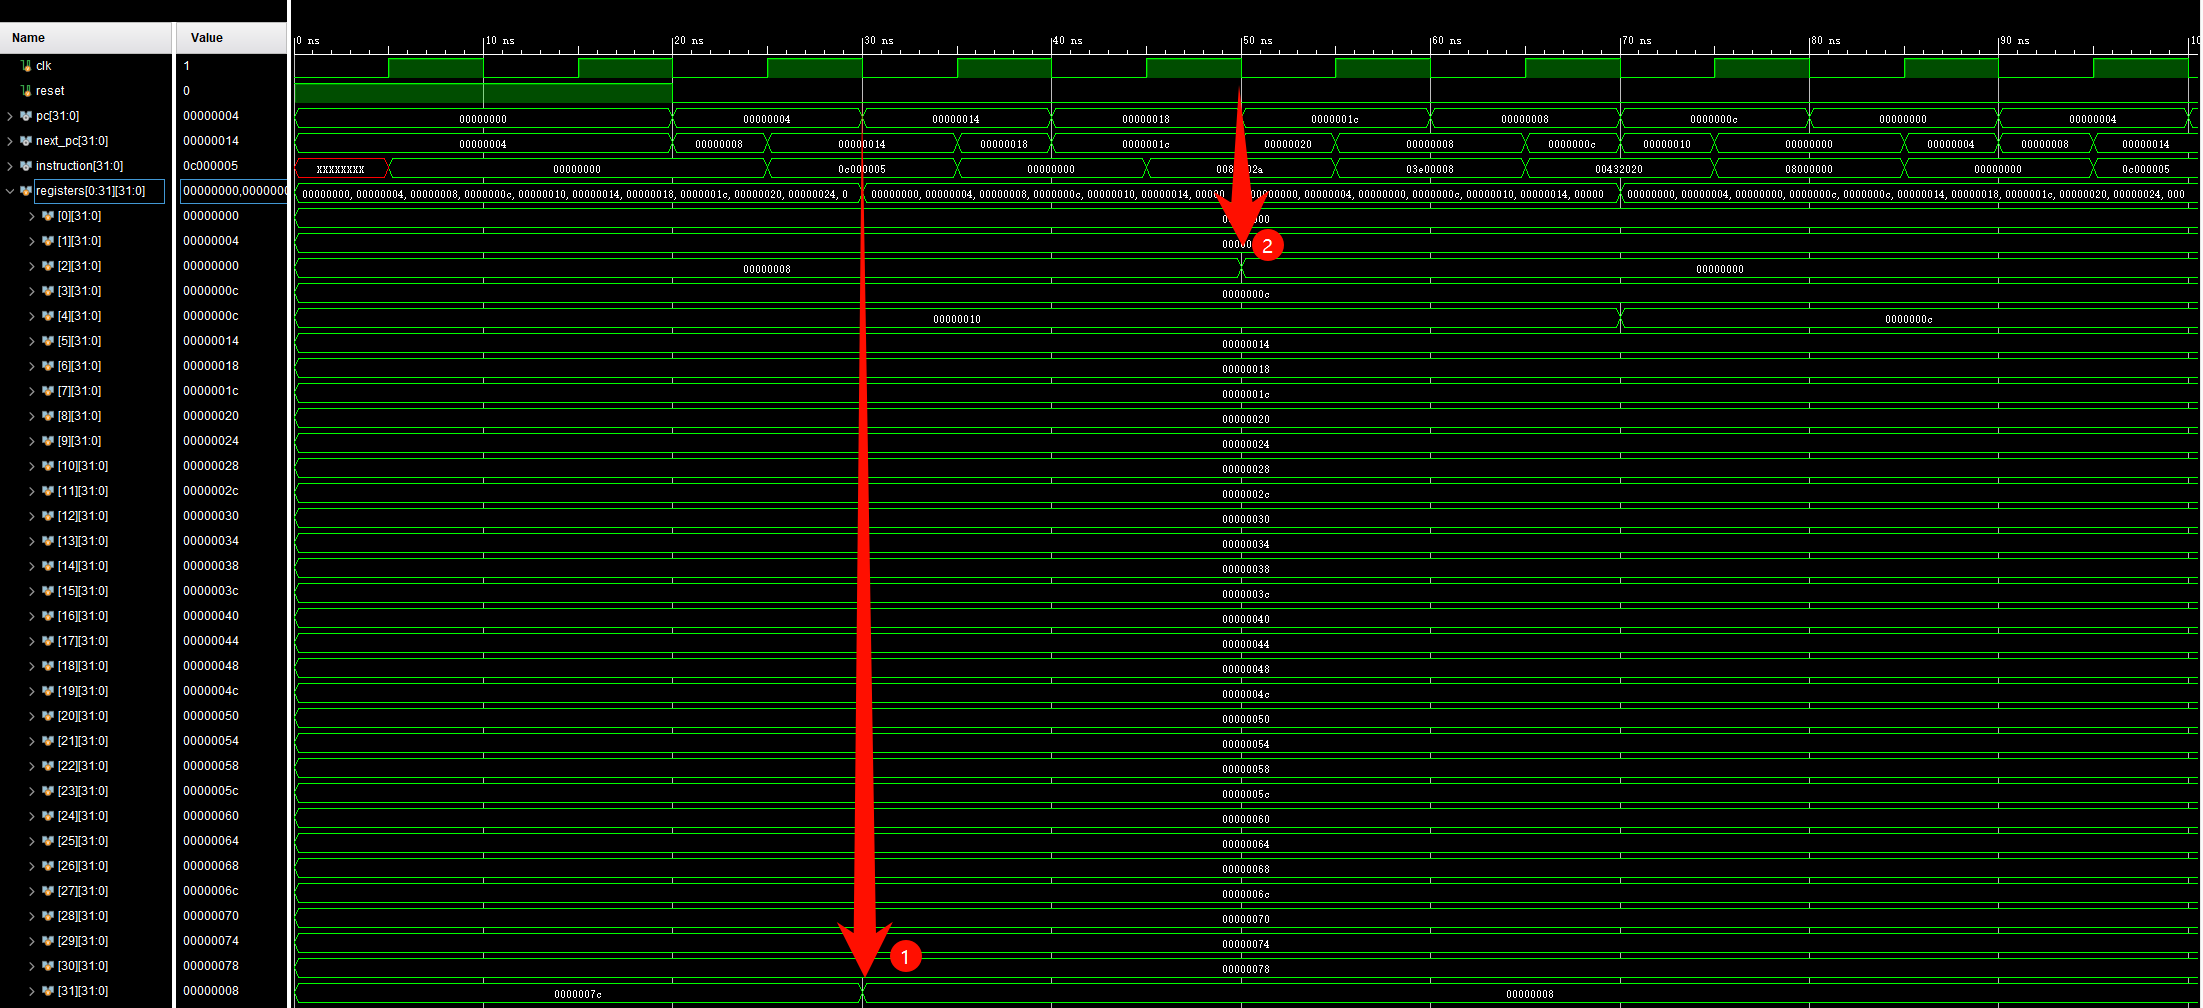 Name Value
0 ns 10 ns 20 ns 30 ns 40 ns 50 ns 60 ns 70 ns 80 ns 90 ns 10
clk 1
reset 0
pc[31:0] 00000004 00000000 00000004 00000014 00000018 0000001c 00000008 0000000c 00000000 00000004
next_pc[31:0] 00000014 00000004 00000008 00000014 00000018 0000001c 00000020 00000008 0000000c 00000010 00000000 00000004 00000008 00000014
instruction[31:0] 0c000005 XXXXXXXX 00000000 0c000005 00000000 03e00008 00432020 08000000 00000000 0c000005
registers[0:31][31:0] 00000000,0000000 00000000,00000004,00000008,0000000c,00000010,00000014,00000018,0000001c,00000020,00000024,0 00000000,00000004,00000008,0000000c,00000010,00000014,00000000,00000004,00000000,0000000c,00000010,00000014,00000 00000000,00000004,00000000,0000000c,0000000c,00000014,00000018,0000001c,00000020,00000024,000
[0][31:0] 00000000
[1][31:0] 00000004
2
[2][31:0] 00000000 00000008 00000000
[3][31:0] 0000000c 0000000c
[4][31:0] 0000000c 00000010 0000000c
[5][31:0] 00000014 00000014
[6][31:0] 00000018 00000018
[7][31:0] 0000001c 0000001c
[8][31:0] 00000020 00000020
[9][31:0] 00000024 00000024
[10][31:0] 00000028 00000028
[11][31:0] 0000002c 0000002c
[12][31:0] 00000030 00000030
[13][31:0] 00000034 00000034
[14][31:0] 00000038 00000038
[15][31:0] 0000003c 0000003c
[16][31:0] 00000040 00000040
[17][31:0] 00000044 00000044
[18][31:0] 00000048 00000048
[19][31:0] 0000004c 0000004c
[20][31:0] 00000050 00000050
[21][31:0] 00000054 00000054
[22][31:0] 00000058 00000058
[23][31:0] 0000005c 0000005c
[24][31:0] 00000060 00000060
[25][31:0] 00000064 00000064
[26][31:0] 00000068 00000068
[27][31:0] 0000006c 0000006c
[28][31:0] 00000070 00000070
[29][31:0] 00000074 00000074
1
[30][31:0] 00000078 00000078
[31][31:0] 00000008 0000007c 00000008